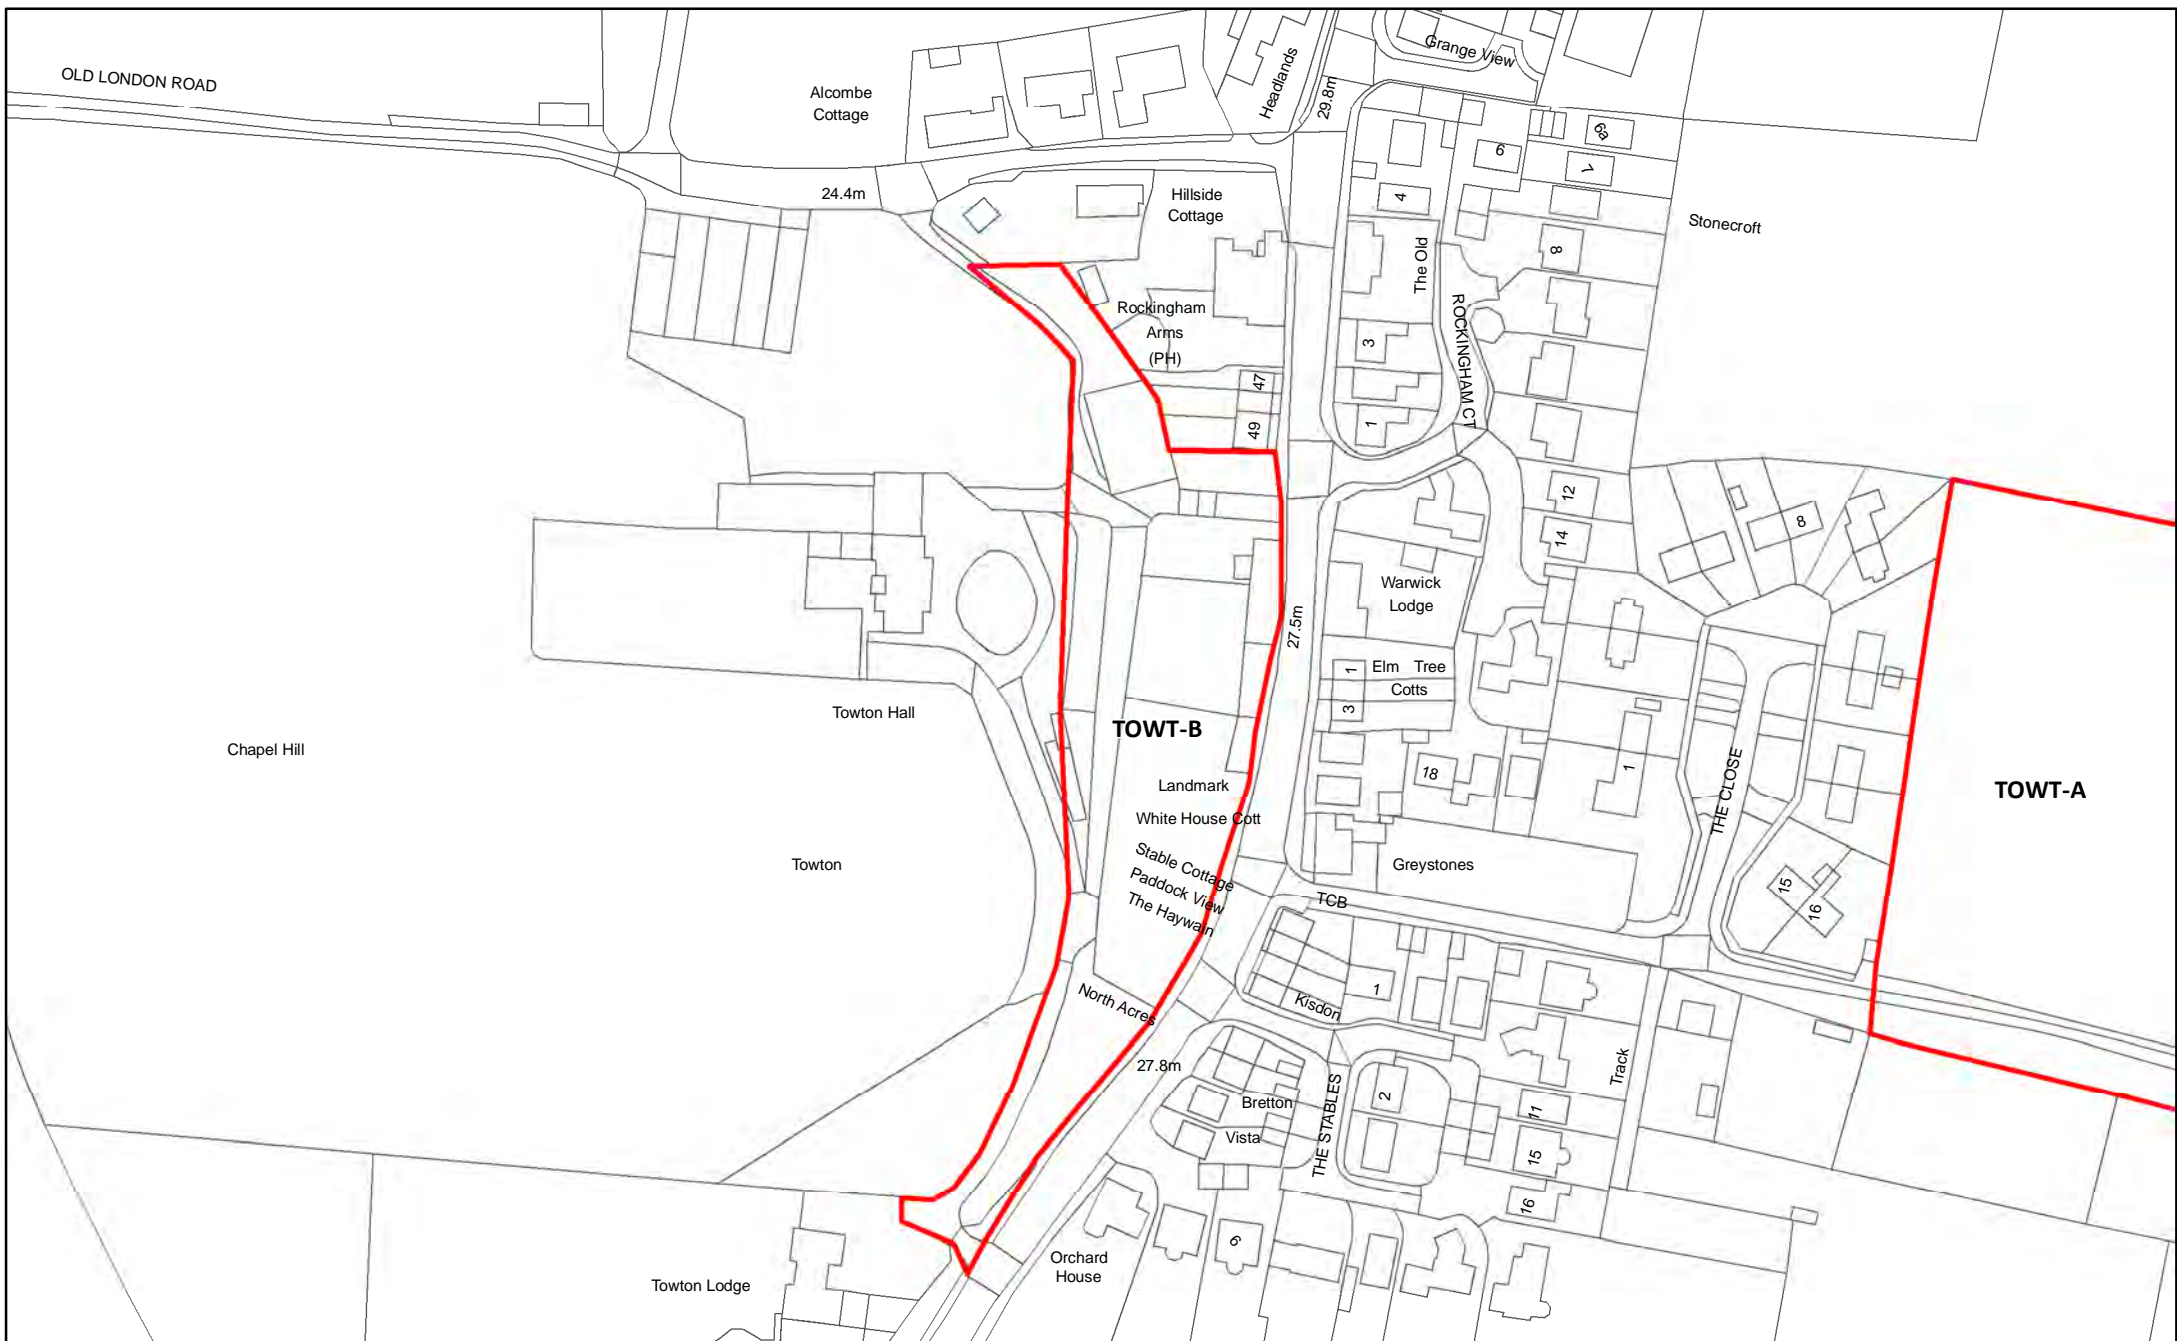 Grange View
Headlands
OLD LONDON ROAD
Alcombe
Cottage
29.8m
6a
6
7
24.4m
Hillside
Cottage
4
Stonecroft
The Old
8
Rockingham
Arms
(PH)
ROCKINGHAM CT
3
47
1
49
12
14
8
Warwick
Lodge
27.5m
1
Elm Tree
Cotts
3
Towton Hall
TOWT-B
Chapel Hill
18
1
THE CLOSE
Landmark
TOWT-A
White House Cott
Stable Cottage
Paddock View
The Haywain
Towton
Greystones
15
16
TCB
North Acres
Kisdon
1
27.8m
Track
Bretton
Vista
THE STABLES
2
11
15
16
6
Orchard
House
Towton Lodge